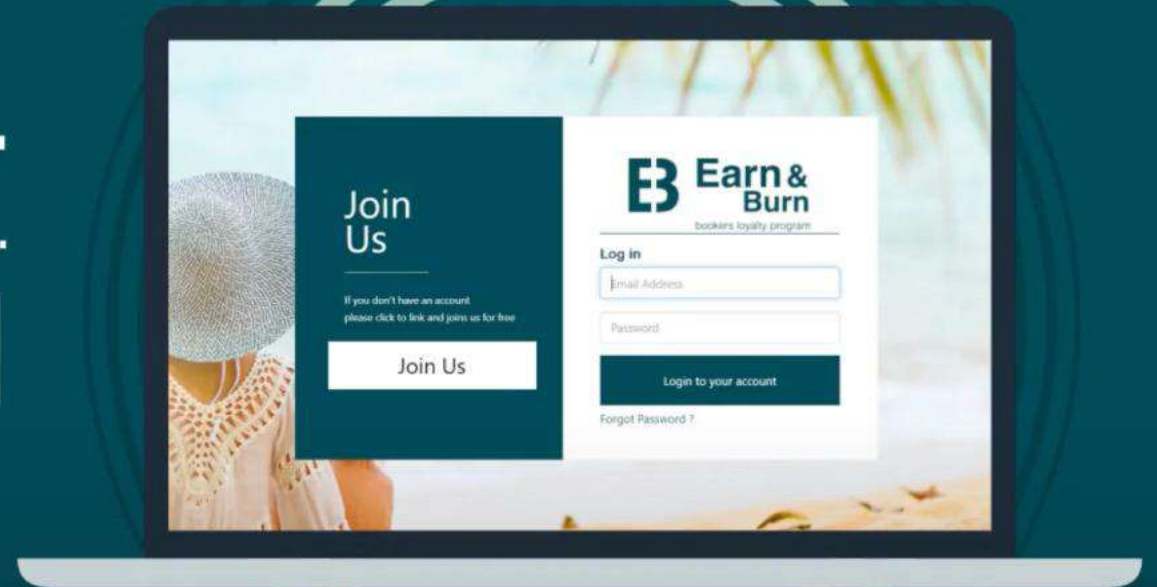 Join
Us
If you don't have an account
please click to link and joins us for free
Join Us
EB Earn &
Burn
bookers loyalty program
Log in
Email Address
Password
Login to your account
Forgot Password ?